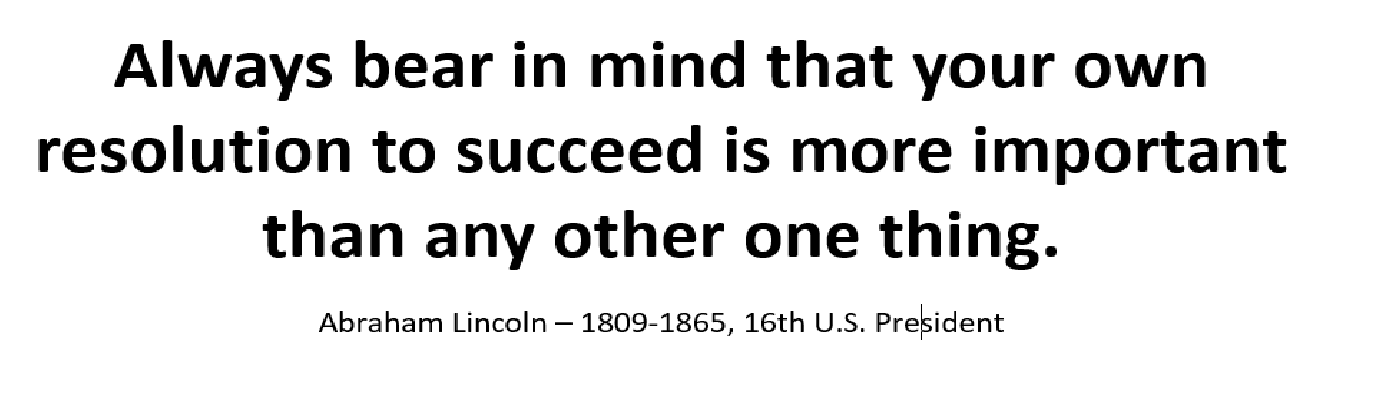 Always bear in mind that your own
resolution to succeed is more important
than any other one thing.
Abraham Lincoln – 1809-1865, 16th U.S. President